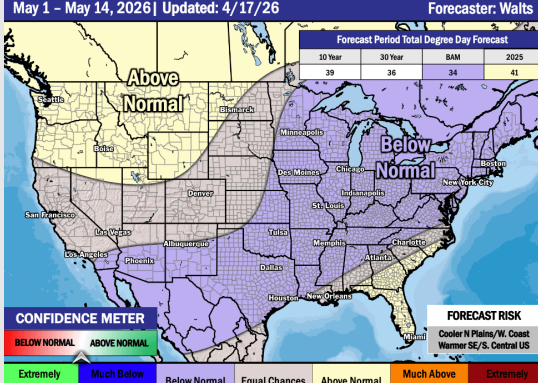 May 1 – May 14, 2026| Updated: 4/17/26
Forecaster: Walts
Forecast Period Total Degree Day Forecast
10 Year 30 Year BAM 2025
39 36 34 41
Above
Normal
Seattle
Bismarck
Minneapolis
Boise
Below
Normal
Boston
Chicago
Des Moines
New York City
Denver
Indianapolis
St. Louis
San Francisco
Las Vegas
Tulsa
Memphis
Charlotte
Albuquerque
Los Angeles
Phoenix
Atlanta
Dallas
Houston
New Orleans
Miami
CONFIDENCE METER
BELOW NORMAL ABOVE NORMAL
FORECAST RISK
Cooler N Plains/W. Coast
Warmer SE/S. Central US
Extremely
Much Below
Below Normal
Equal Chances
Above Normal
Much Above
Extremely